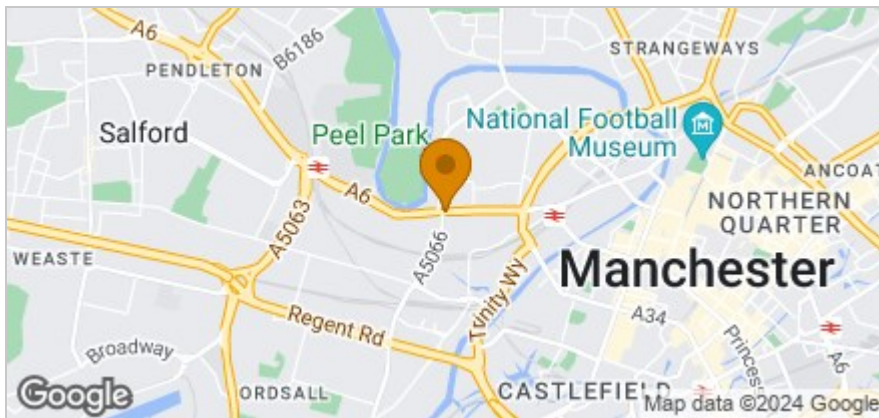 A6
B6186
PENDLETON
STRANGEWAYS
Salford
Peel Park
National Football
Museum
ANCOAT
A6
NORTHERN
QUARTER
A5063
A5066
WEASTE
Manchester
Trinity Wy
Regent Rd
A34
Princess
Broadway
A6
ORDSALL
CASTLEFIELD
Google
Map data ©2024 Google